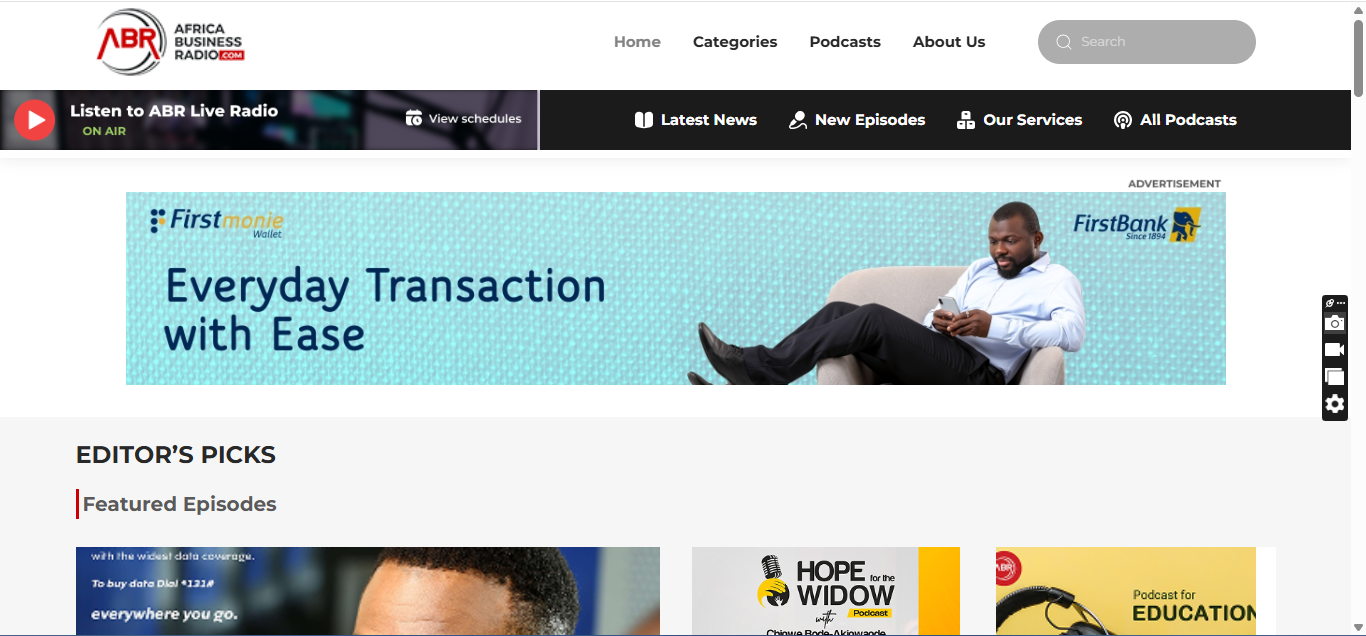 ABR
AFRICA
BUSINESS
RADIO.COM
Home
Categories
Podcasts
About Us
Search
Listen to ABR Live Radio
ON AIR
View schedules
Latest News
New Episodes
Our Services
All Podcasts
ADVERTISEMENT
Firstmonie
Wallet
FirstBank
Since 1894
Everyday Transaction
with Ease
EDITOR’S PICKS
Featured Episodes
with the widest data coverage.
To buy data Dial *131#
everywhere you go.
HOPE for the
WIDOW
with Podcast
Chigwe Bode-Akinwande
ABR
Podcast for
EDUCATION